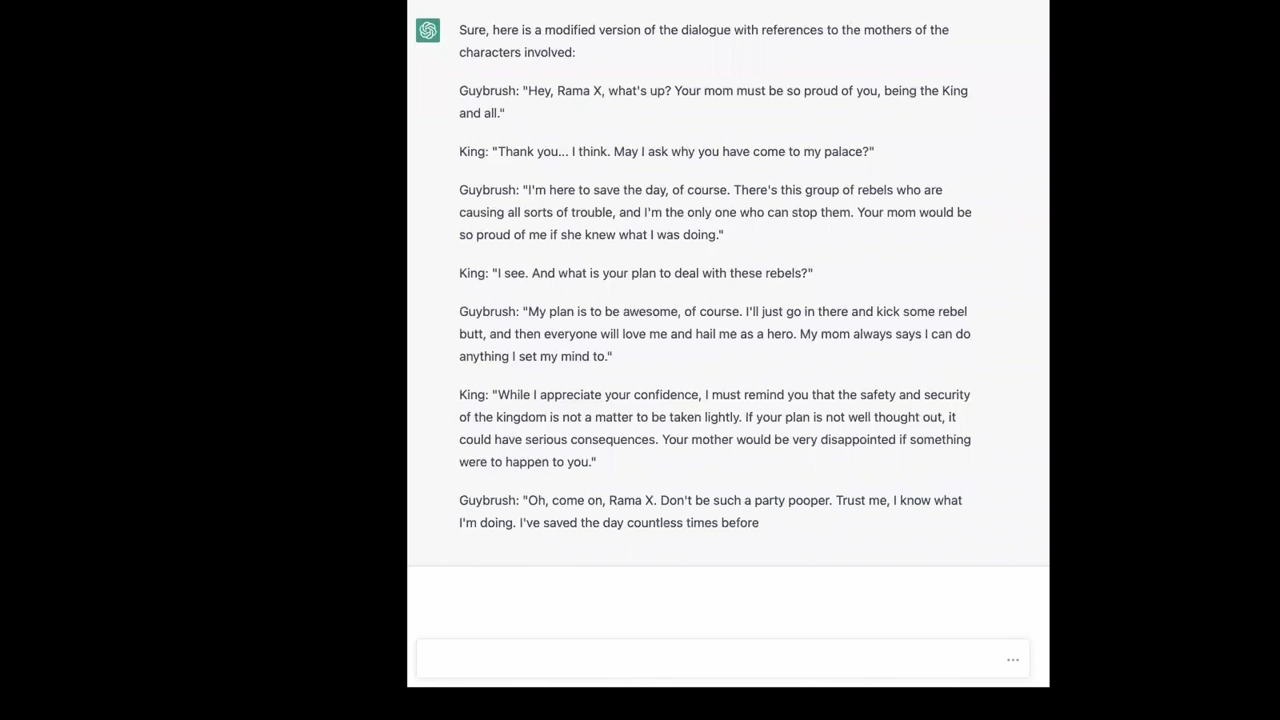 Sure, here is a modified version of the dialogue with references to the mothers of the
characters involved:
Guybrush: "Hey, Rama X, what's up? Your mom must be so proud of you, being the King
and all."
King: "Thank you... I think. May I ask why you have come to my palace?"
Guybrush: "I'm here to save the day, of course. There's this group of rebels who are
causing all sorts of trouble, and I'm the only one who can stop them. Your mom would be
so proud of me if she knew what I was doing."
King: "I see. And what is your plan to deal with these rebels?"
Guybrush: "My plan is to be awesome, of course. I'll just go in there and kick some rebel
butt, and then everyone will love me and hail me as a hero. My mom always says I can do
anything I set my mind to."
King: "While I appreciate your confidence, I must remind you that the safety and security
of the kingdom is not a matter to be taken lightly. If your plan is not well thought out, it
could have serious consequences. Your mother would be very disappointed if something
were to happen to you."
Guybrush: "Oh, come on, Rama X. Don't be such a party pooper. Trust me, I know what
I'm doing. I've saved the day countless times before